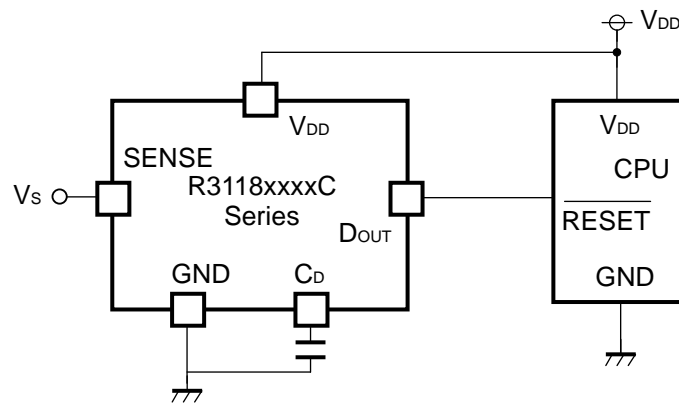 VDD
VDD
VDD
SENSE
CPU
R3118xxxxC
Series
VS
RESET
DOUT
GND
CD
GND